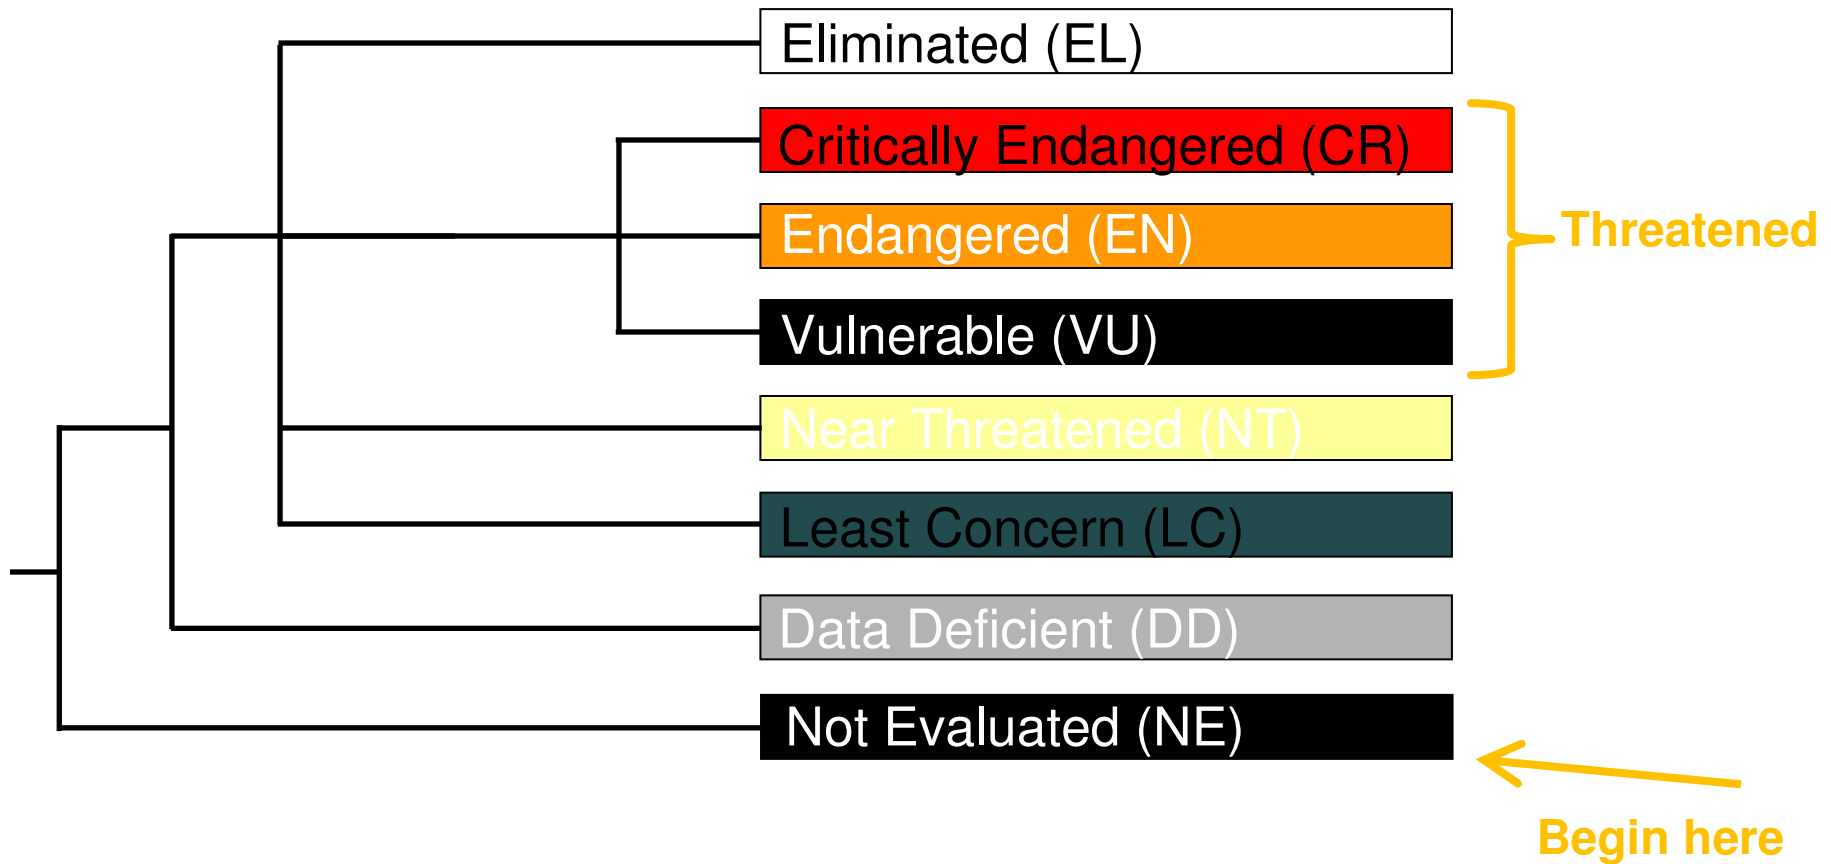 Eliminated (EL)
Critically Endangered (CR)
Endangered (EN)
Threatened
Vulnerable (VU)
Near Threatened (NT)
Least Concern (LC)
Data Deficient (DD)
Not Evaluated (NE)
Begin here